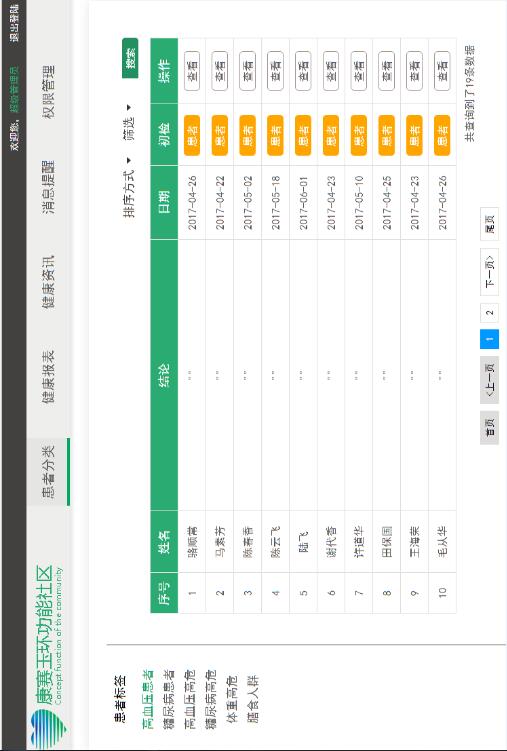 欢迎您, 超级管理员 退出登陆
康赛玉环功能社区
Concept function of the community
患者分类 健康报表 健康资讯 消息提醒 权限管理
患者标签
高血压患者
糖尿病患者
高血压高危
糖尿病高危
体重高危
膳食人群
排序方式 筛选 搜索
序号 姓名 结论 日期 初检 操作
1 骆顺常 "" 2017-04-26 患者 查看
2 马素芳 "" 2017-04-22 患者 查看
3 陈春香 "" 2017-05-02 患者 查看
4 陈云飞 "" 2017-05-18 患者 查看
5 陆飞 "" 2017-06-01 患者 查看
6 谢代香 "" 2017-04-23 患者 查看
7 许道华 "" 2017-05-10 患者 查看
8 田保国 "" 2017-04-25 患者 查看
9 王海荣 "" 2017-04-23 患者 查看
10 毛从华 "" 2017-04-26 患者 查看
共查询到了19条数据
首页 <上一页 1 2 下一页> 尾页